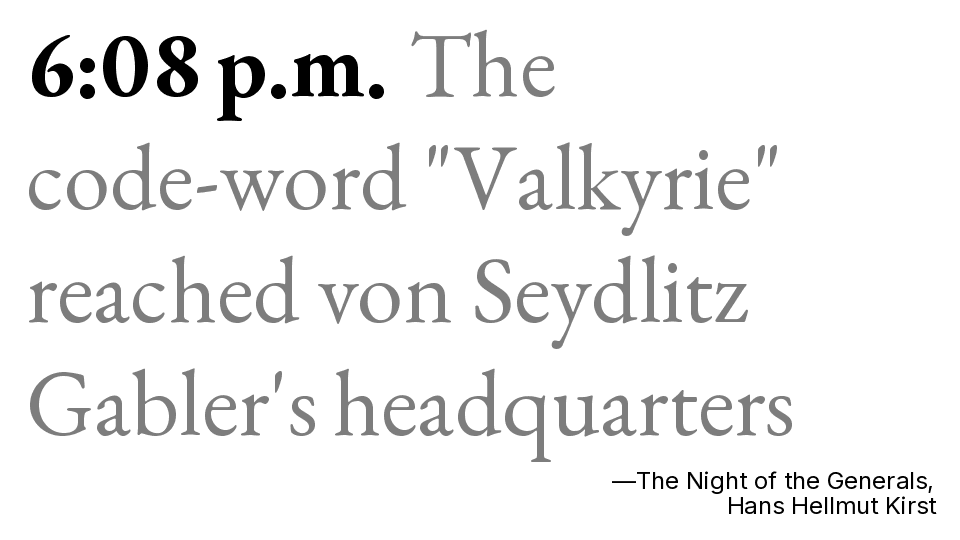 6:08 p.m. The
code-word "Valkyrie"
reached von Seydlitz
Gabler's headquarters
—The Night of the Generals,
Hans Hellmut Kirst